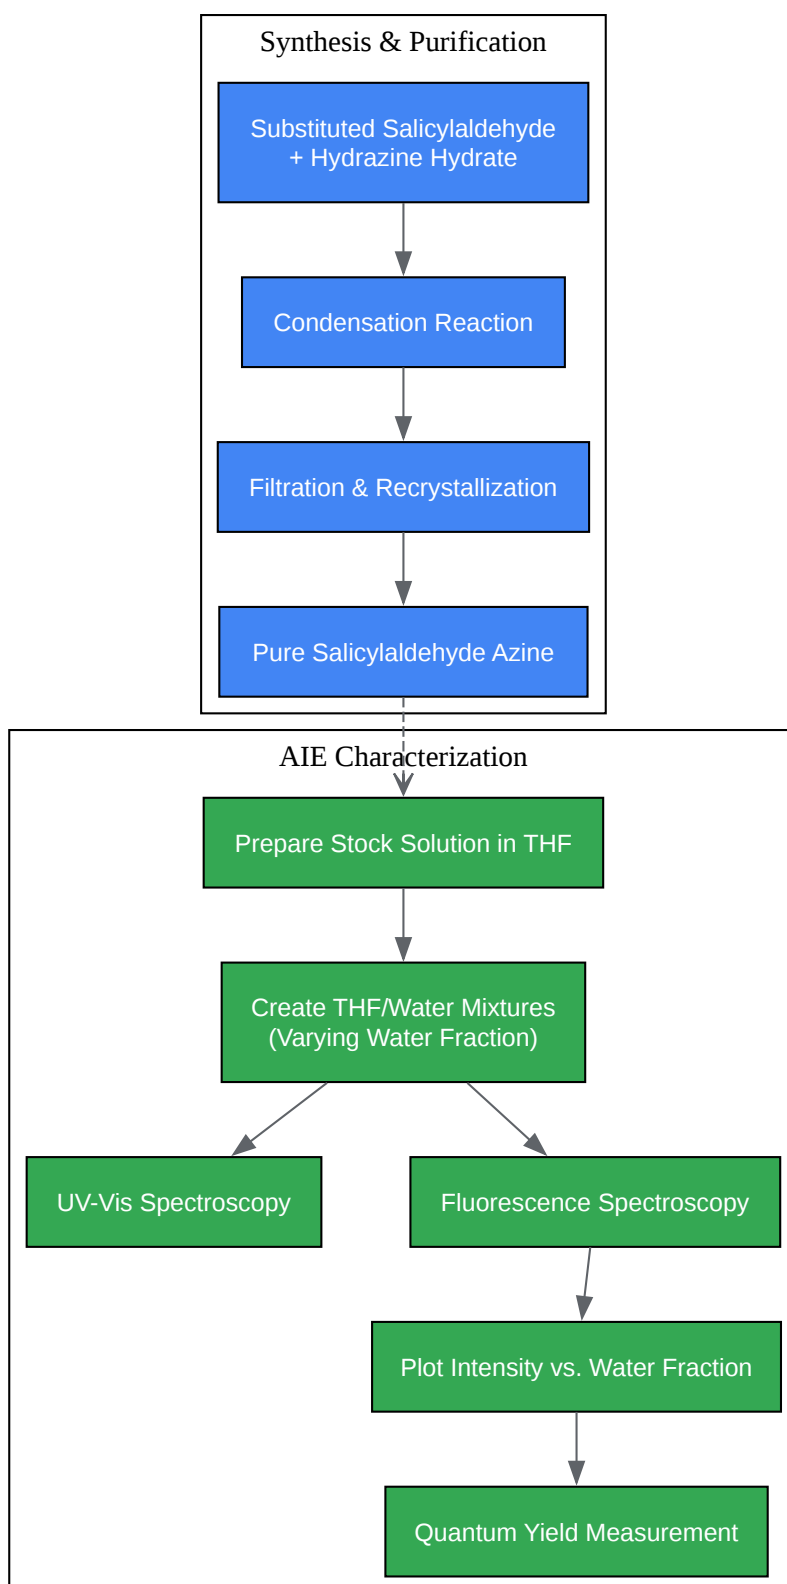 Synthesis & Purification
Substituted Salicylaldehyde
+ Hydrazine Hydrate
Condensation Reaction
Filtration & Recrystallization
Pure Salicylaldehyde Azine
AIE Characterization
Prepare Stock Solution in THF
Create THF/Water Mixtures
(Varying Water Fraction)
UV-Vis Spectroscopy
Fluorescence Spectroscopy
Plot Intensity vs. Water Fraction
Quantum Yield Measurement